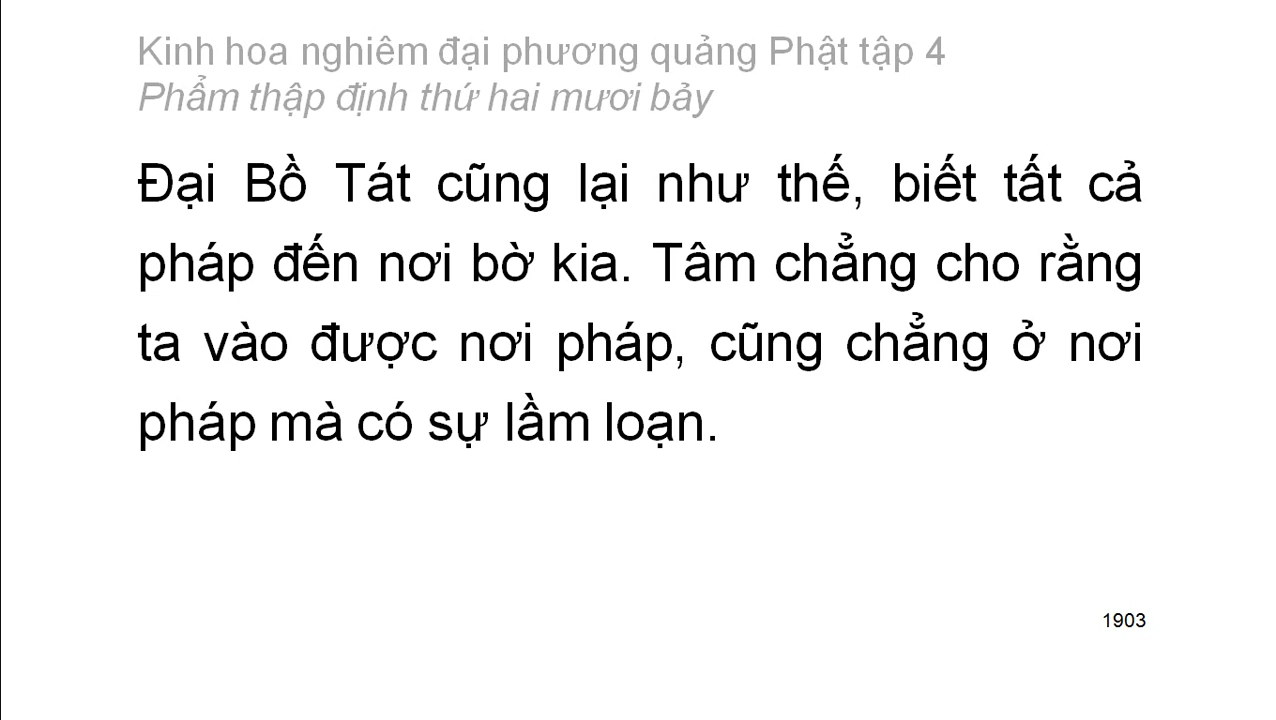 Kinh hoa nghiêm đại phương quảng Phật tập 4
Phẩm thập định thứ hai mươi bảy
Đại Bồ Tát cũng lại như thế, biết tất cả
pháp đến nơi bờ kia. Tâm chẳng cho rằng
ta vào được nơi pháp, cũng chẳng ở nơi
pháp mà có sự lầm loạn.
1903